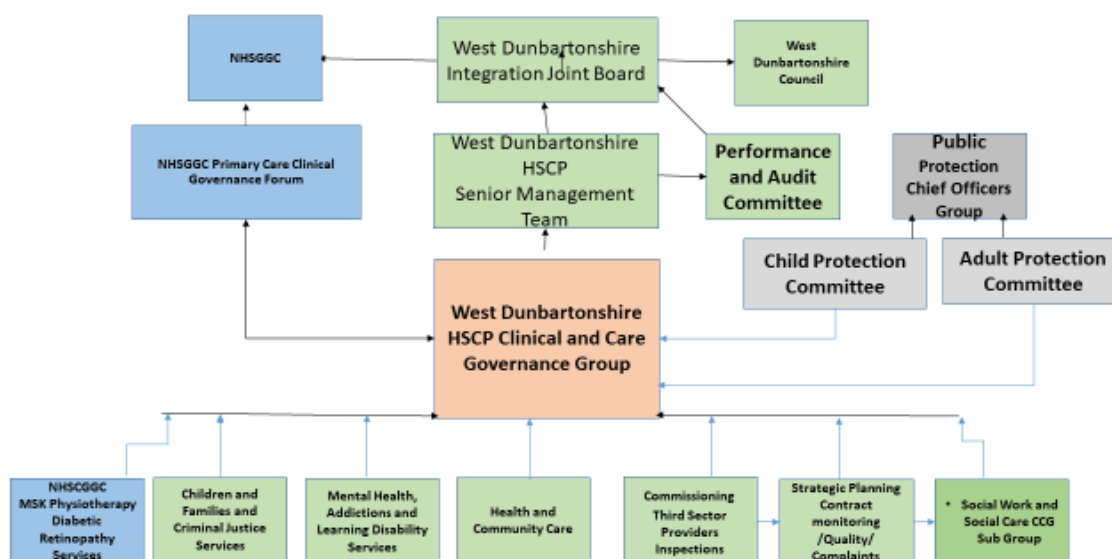 NHSGGC
West Dunbartonshire
Integration Joint Board
West
Dunbartonshire
Council
NHSGGC Primary Care Clinical
Governance Forum
West Dunbartonshire
HSCP
Senior Management
Team
Performance
and Audit
Committee
Public
Protection
Chief Officers
Group
Child Protection
Committee
Adult Protection
Committee
West Dunbartonshire
HSCP Clinical and Care
Governance Group
NHSCGGC
MSK Physiotherapy
Diabetic
Retinopathy
Services
Children and
Families and
Criminal Justice
Services
Mental Health,
Addictions and
Learning Disability
Services
Health and
Community Care
Commissioning
Third Sector
Providers
Inspections
Strategic Planning
Contract
monitoring
/Quality/
Complaints
• Social Work and
Social Care CCG
Sub Group